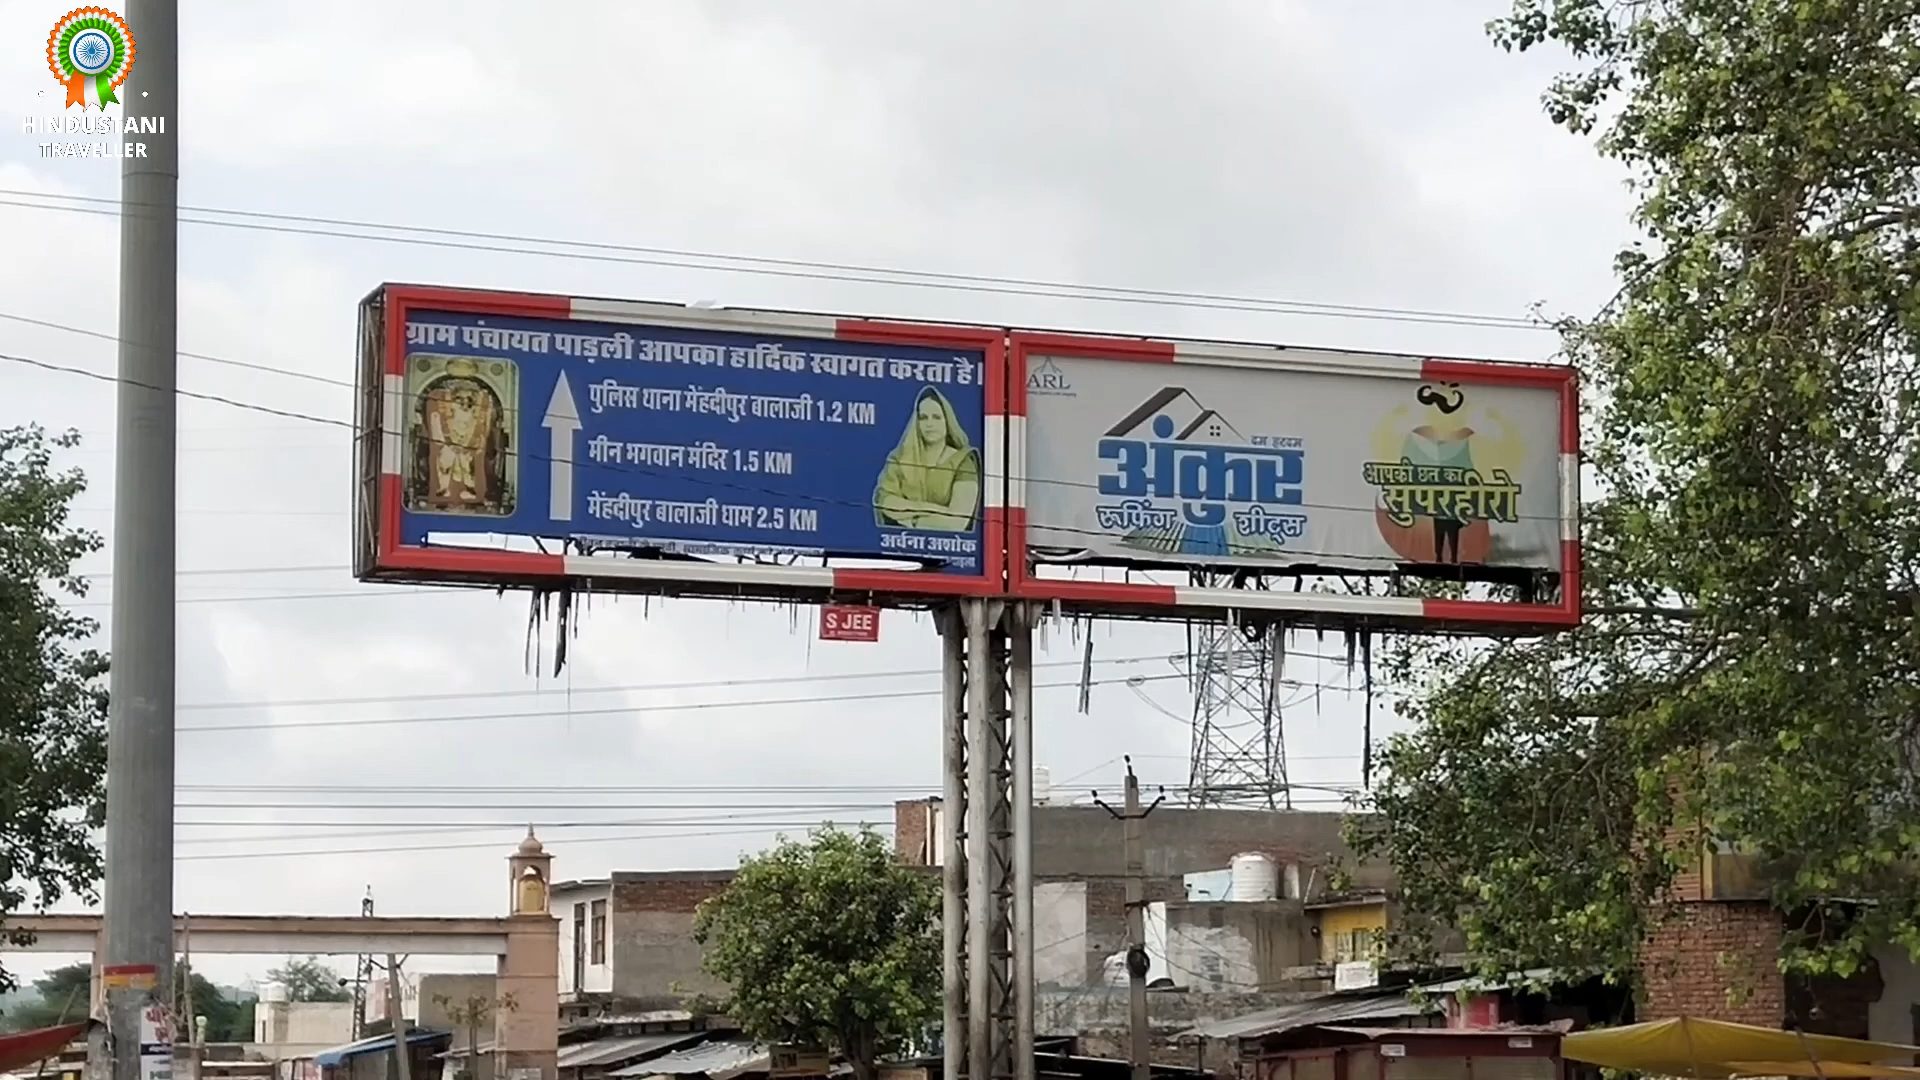 HINDUSTANI
TRAVELLER
ग्राम पंचायत पाड़ली आपका हार्दिक स्वागत करता है।
पुलिस थाना मेंहदीपुर बालाजी 1.2 KM
मीन भगवान मंदिर 1.5 KM
मेंहदीपुर बालाजी धाम 2.5 KM
अर्चना अशोक
S JEE
ARL
दम हरदम
अंकुर
रूफिंग शीट्स
आपकी छत का
सुपरहीरो